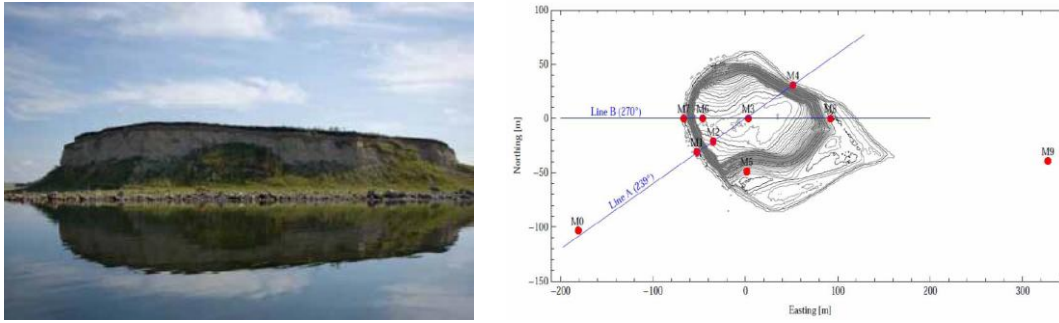 100
50
0
−50
−100
−150
Northing [m]
−200
−100
0
100
200
300
Easting [m]
Line B (270°)
Line A (239°)
M0
M1
M2
M3
M4
M5
M6
M7
M8
M9